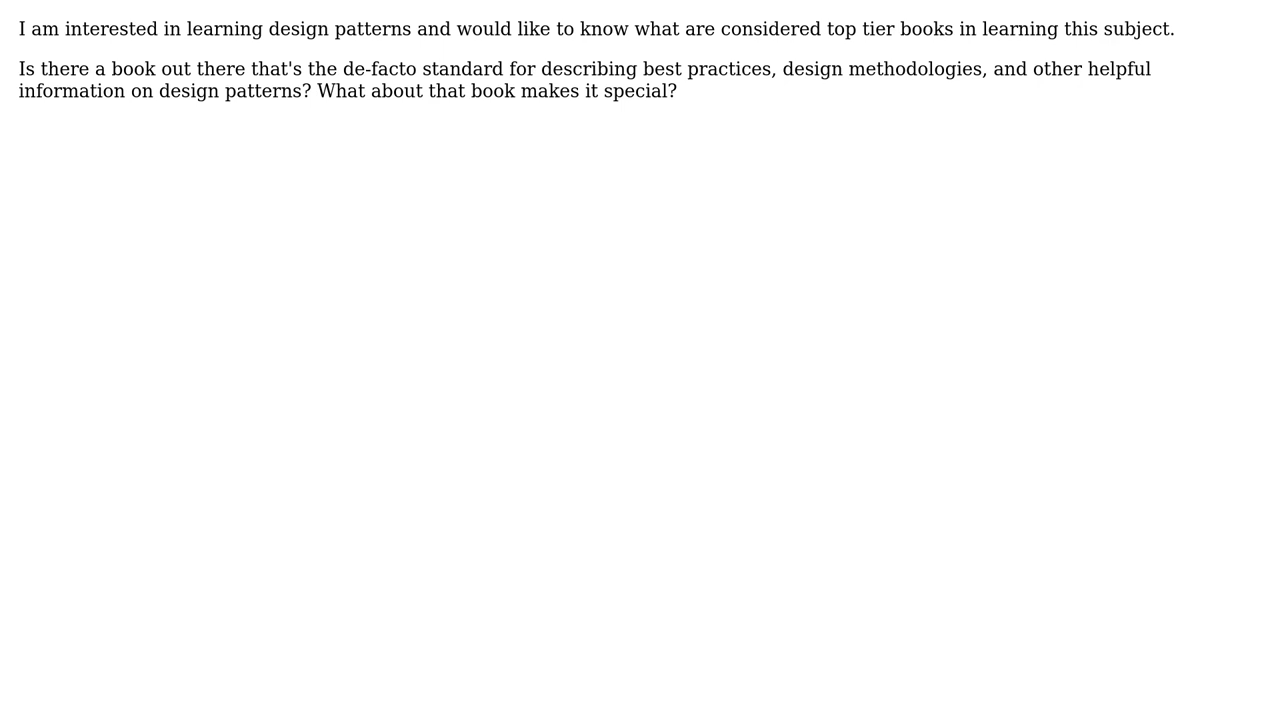 I am interested in learning design patterns and would like to know what are considered top tier books in learning this subject.
Is there a book out there that's the de-facto standard for describing best practices, design methodologies, and other helpful
information on design patterns? What about that book makes it special?